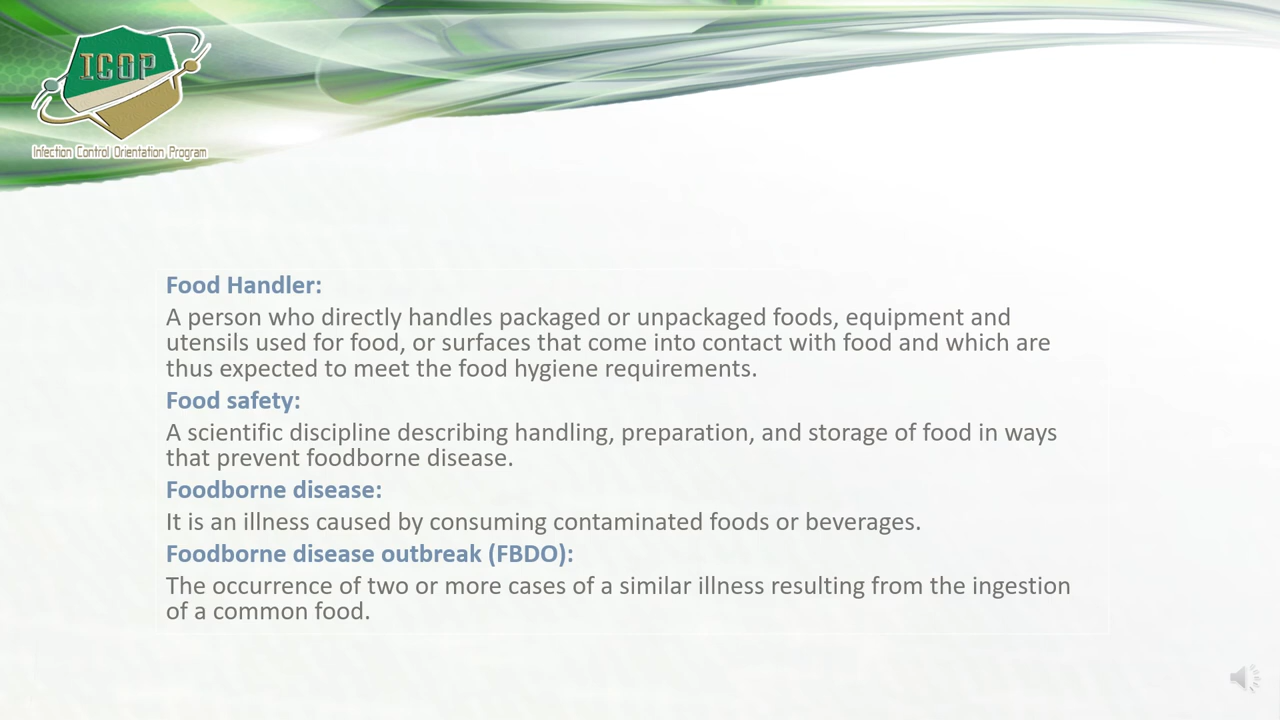 ICOP
Infection Control Orientation Program
Food Handler:
A person who directly handles packaged or unpackaged foods, equipment and
utensils used for food, or surfaces that come into contact with food and which are
thus expected to meet the food hygiene requirements.
Food safety:
A scientific discipline describing handling, preparation, and storage of food in ways
that prevent foodborne disease.
Foodborne disease:
It is an illness caused by consuming contaminated foods or beverages.
Foodborne disease outbreak (FBDO):
The occurrence of two or more cases of a similar illness resulting from the ingestion
of a common food.